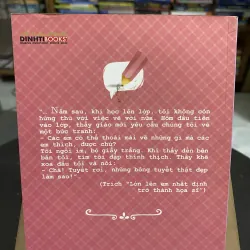 DINHTIBOOKS
"... Năm sau, khi học lên lớp, tôi không còn
hứng thú với việc vẽ vời nữa. Hôm đầu tiên
vào lớp, thầy giáo mới yêu cầu chúng tôi vẽ
một bức tranh:
- Các em có thể thoải mái vẽ những gì mà các
em thích, được chứ?
Tôi ngồi im, bỏ giấy trắng. Khi thầy đến bên
bàn tôi, tim tôi đập thình thịch. Thầy khẽ
xoa đầu tôi và nói:
- Chà! Tuyệt rơi, những bông tuyết thật đẹp
làm sao!"
(Trích "Lớn lên em nhất định
trở thành họa sĩ")